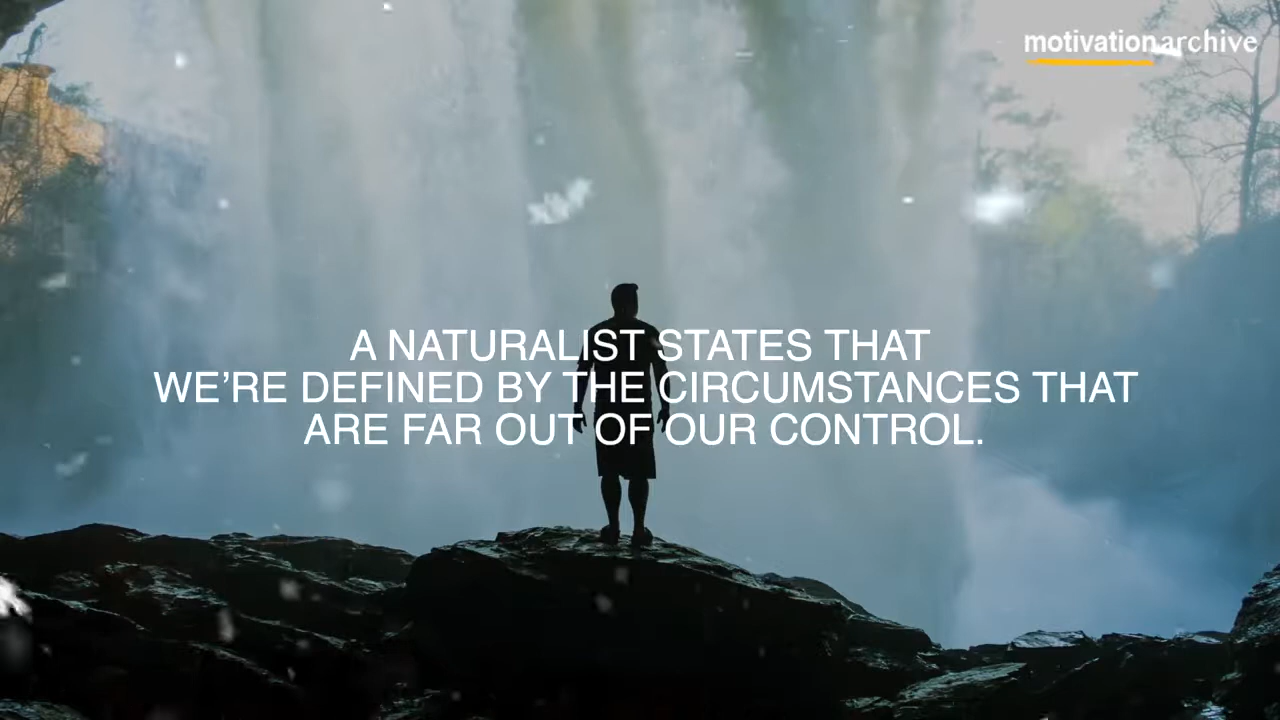 motivationarchive
A NATURALIST STATES THAT
WE’RE DEFINED BY THE CIRCUMSTANCES THAT
ARE FAR OUT OF OUR CONTROL.